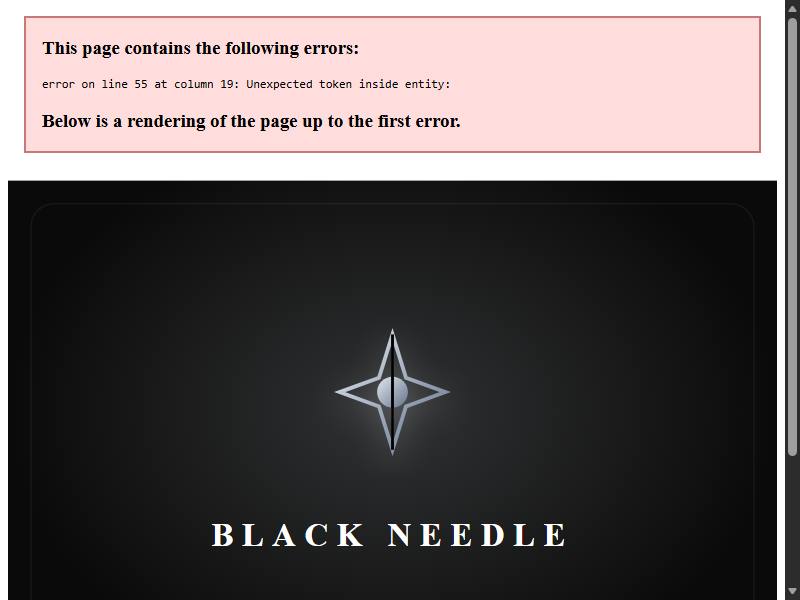 This page contains the following errors:
error on line 55 at column 19: Unexpected token inside entity:
Below is a rendering of the page up to the first error.
BLACK NEEDLE